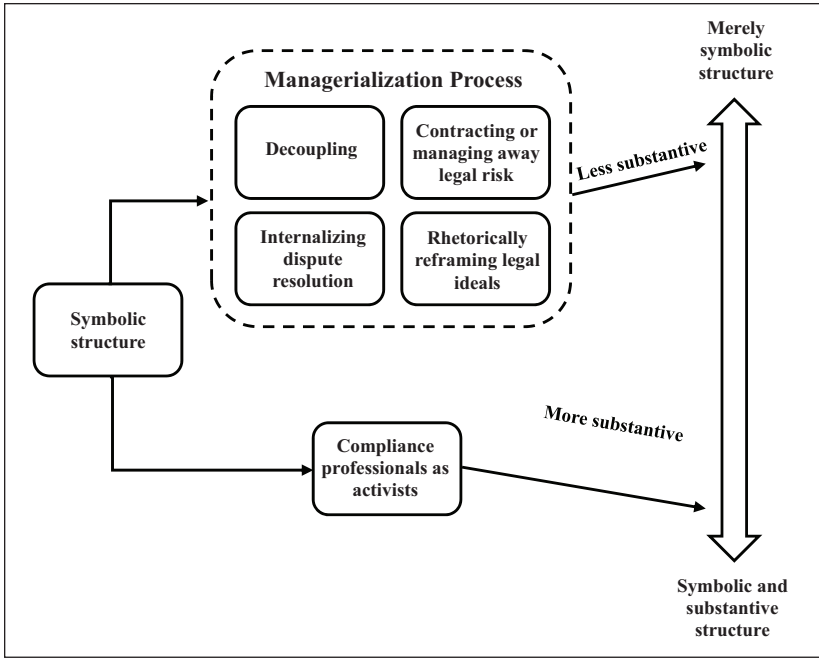 Merely
symbolic
structure
Managerialization Process
Decoupling
Contracting or
managing away
legal risk
Less substantive
Internalizing
dispute
resolution
Rhetorically
reframing legal
ideals
Symbolic
structure
More substantive
Compliance
professionals as
activists
Symbolic and
substantive
structure